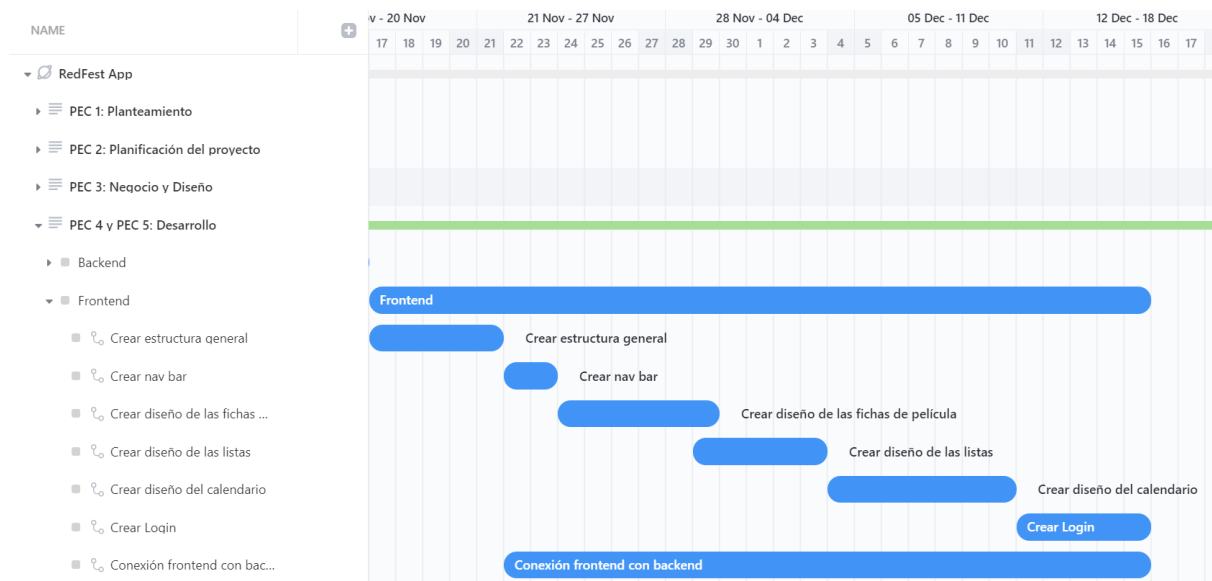 NAME
v - 20 Nov 21 Nov - 27 Nov 28 Nov - 04 Dec 05 Dec - 11 Dec 12 Dec - 18 Dec
17 18 19 20 21 22 23 24 25 26 27 28 29 30 1 2 3 4 5 6 7 8 9 10 11 12 13 14 15 16 17
RedFest App
PEC 1: Planteamiento
PEC 2: Planificación del proyecto
PEC 3: Negocio y Diseño
PEC 4 y PEC 5: Desarrollo
Backend
Frontend Frontend
Crear estructura general Crear estructura general
Crear nav bar Crear nav bar
Crear diseño de las fichas ... Crear diseño de las fichas de película
Crear diseño de las listas Crear diseño de las listas
Crear diseño del calendario Crear diseño del calendario
Crear Login Crear Login
Conexión frontend con bac... Conexión frontend con backend